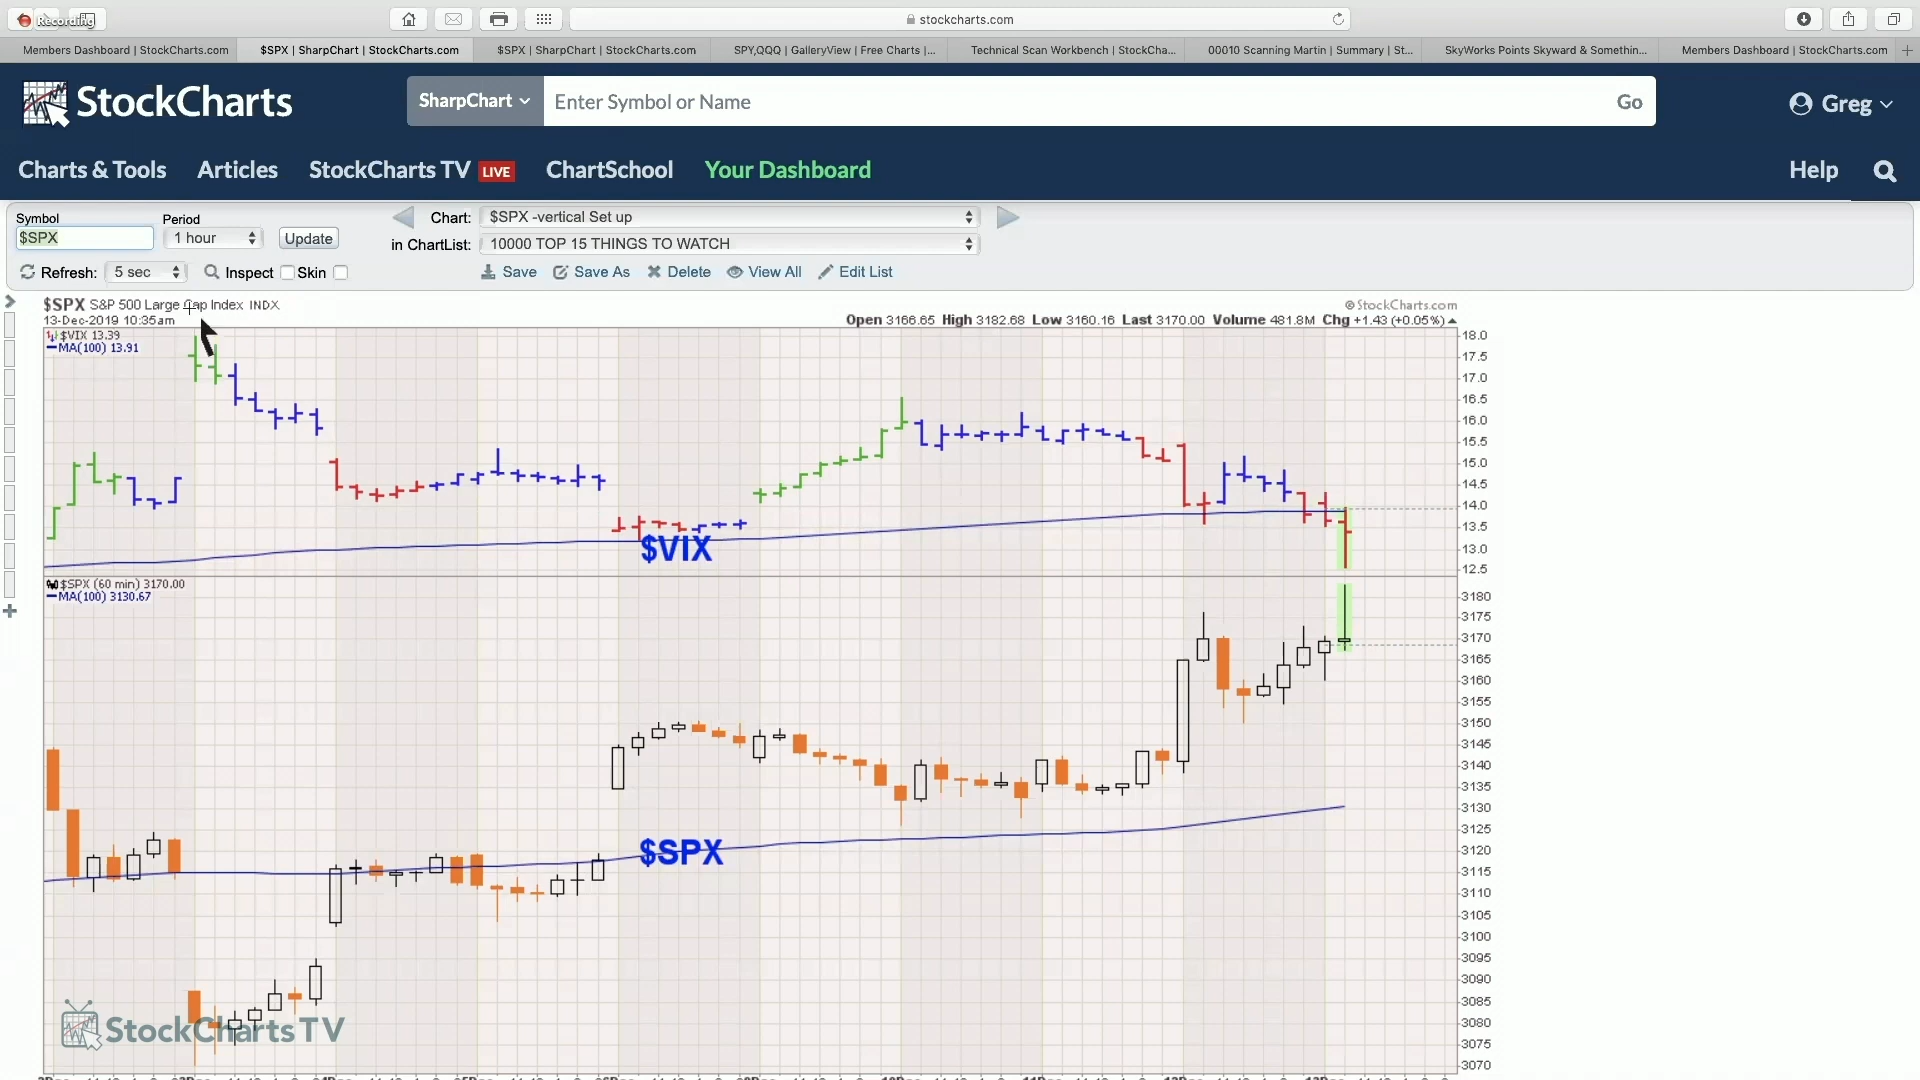 Recording
stockcharts.com
Members Dashboard | StockCharts.com
$SPX | SharpChart | StockCharts.com
$SPX | SharpChart | StockCharts.com
SPY,QQQ | GalleryView | Free Charts |...
Technical Scan Workbench | StockCha...
00010 Scanning Martin | Summary | St...
SkyWorks Points Skyward & Somethin...
Members Dashboard | StockCharts.com
StockCharts
SharpChart
Enter Symbol or Name
Go
Greg
Charts & Tools
Articles
StockCharts TV LIVE
ChartSchool
Your Dashboard
Help
Symbol
Period
Chart: $SPX -vertical Set up
$SPX
1 hour
Update
in ChartList: 10000 TOP 15 THINGS TO WATCH
Refresh: 5 sec
Inspect
Skin
Save
Save As
Delete
View All
Edit List
$SPX S&P 500 Large Cap Index INDX
© StockCharts.com
13-Dec-2019 10:35am
Open 3166.65 High 3182.68 Low 3160.16 Last 3170.00 Volume 481.8M Chg +1.43 (+0.05%)
$VIX 13.39
MA(100) 13.91
18.0
17.5
17.0
16.5
16.0
15.5
15.0
14.5
14.0
13.5
13.0
12.5
$VIX
$SPX (60 min) 3170.00
MA(100) 3130.67
3180
3175
3170
3165
3160
3155
3150
3145
3140
3135
3130
3125
3120
3115
3110
3105
3100
3095
3090
3085
3080
3075
3070
$SPX
StockCharts TV